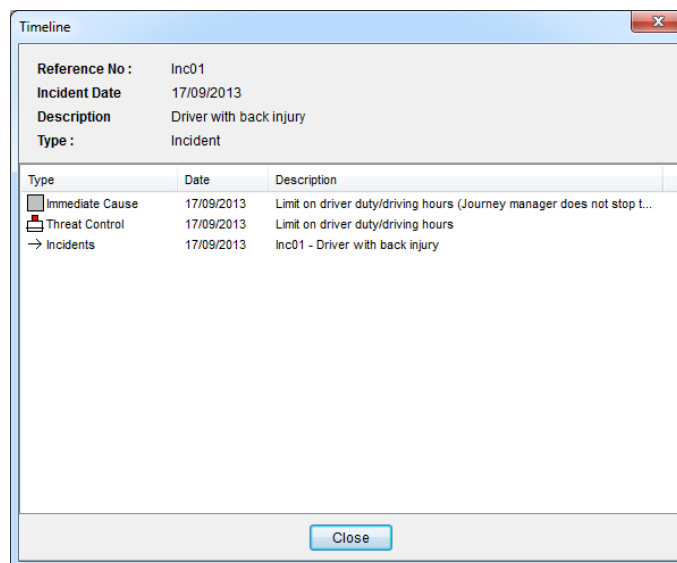 Timeline
Reference No : Inc01
Incident Date 17/09/2013
Description Driver with back injury
Type : Incident
Type Date Description
Immediate Cause 17/09/2013 Limit on driver duty/driving hours (Journey manager does not stop t...
Threat Control 17/09/2013 Limit on driver duty/driving hours
Incidents 17/09/2013 Inc01 - Driver with back injury
Close